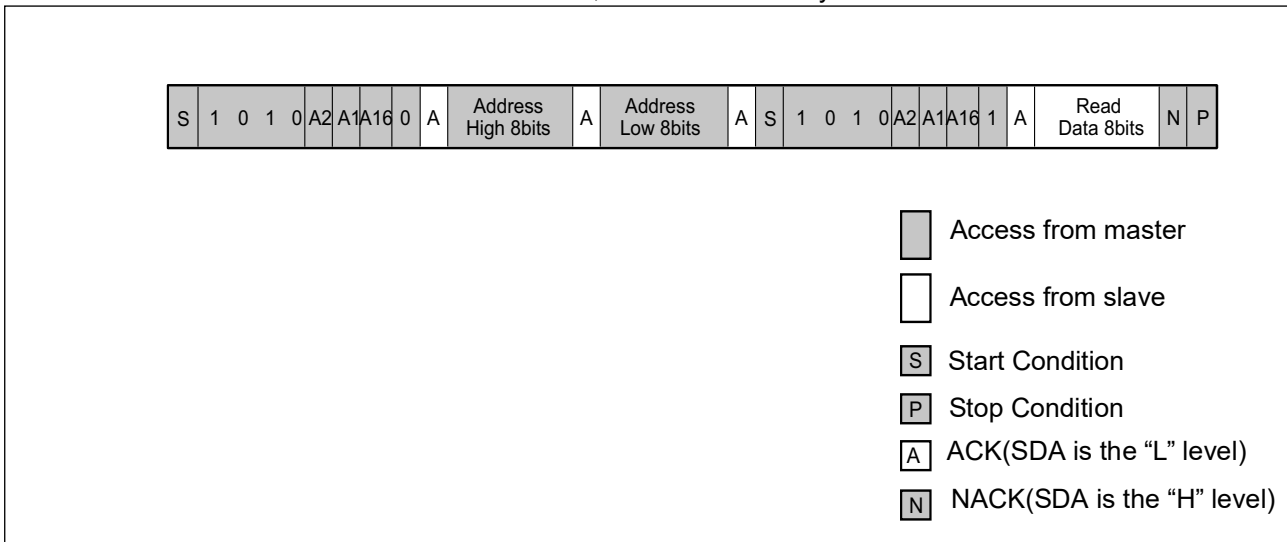 S 1 0 1 0 A2 A1 A16 0 A Address High 8bits A Address Low 8bits A S 1 0 1 0 A2 A1 A16 1 A Read Data 8bits N P
Access from master
Access from slave
S Start Condition
P Stop Condition
A ACK(SDA is the “L” level)
N NACK(SDA is the “H” level)